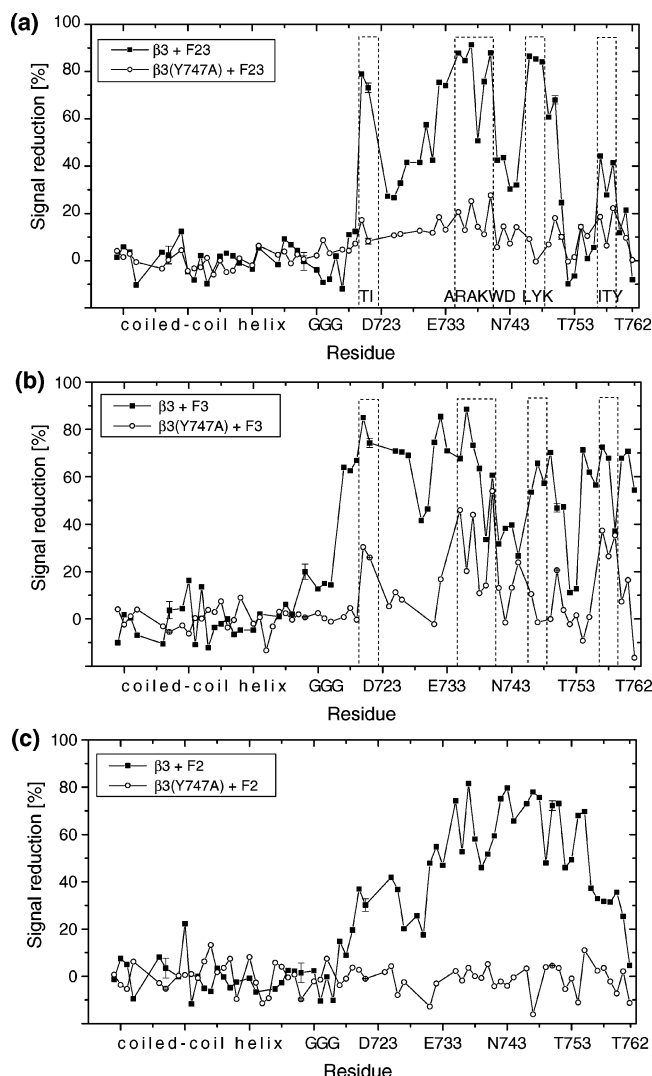 (a)
100
80
60
40
20
0
Signal reduction [%]
β3 + F23
β3(Y747A) + F23
TI ARAKWD LYK ITY
coiled-coil helix GGG D723 E733 N743 T753 T762
Residue
(b)
100
80
60
40
20
0
Signal reduction [%]
β3 + F3
β3(Y747A) + F3
coiled-coil helix GGG D723 E733 N743 T753 T762
Residue
(c)
100
80
60
40
20
0
Signal reduction [%]
β3 + F2
β3(Y747A) + F2
coiled-coil helix GGG D723 E733 N743 T753 T762
Residue